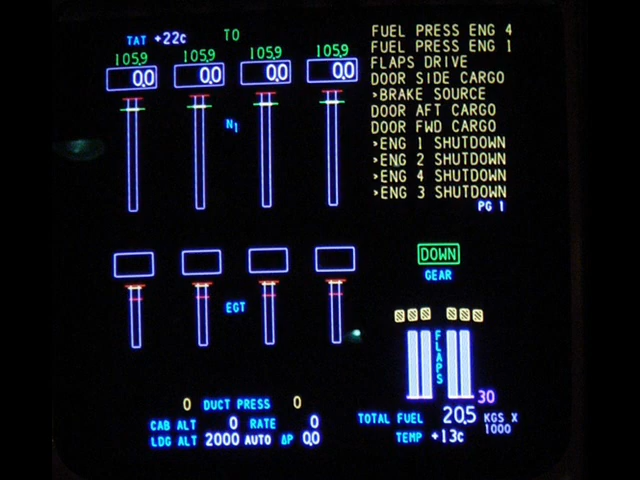 TAT +22c TO
105,9 105,9 105,9 105,9
0,0 0,0 0,0 0,0
N1
FUEL PRESS ENG 4
FUEL PRESS ENG 1
FLAPS DRIVE
DOOR SIDE CARGO
>BRAKE SOURCE
DOOR AFT CARGO
DOOR FWD CARGO
>ENG 1 SHUTDOWN
>ENG 2 SHUTDOWN
>ENG 4 SHUTDOWN
>ENG 3 SHUTDOWN
PG 1
DOWN
GEAR
EGT
FLAPS
30
0 DUCT PRESS 0
CAB ALT 0 RATE 0
LDG ALT 2000 AUTO ΔP 0,0
TOTAL FUEL 20,5 KGS X
1000
TEMP +13c